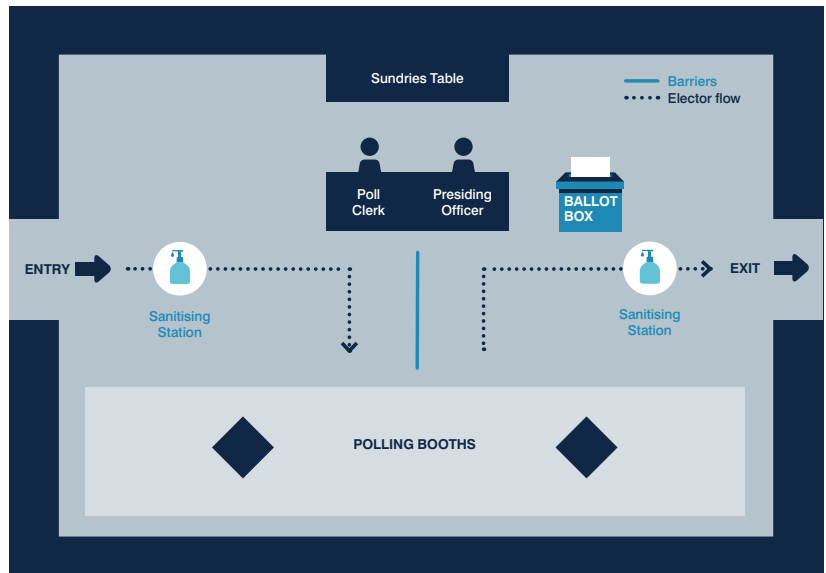 Sundries Table
Barriers
Elector flow
Poll
Clerk
Presiding
Officer
BALLOT
BOX
ENTRY
EXIT
Sanitising
Station
Sanitising
Station
POLLING BOOTHS